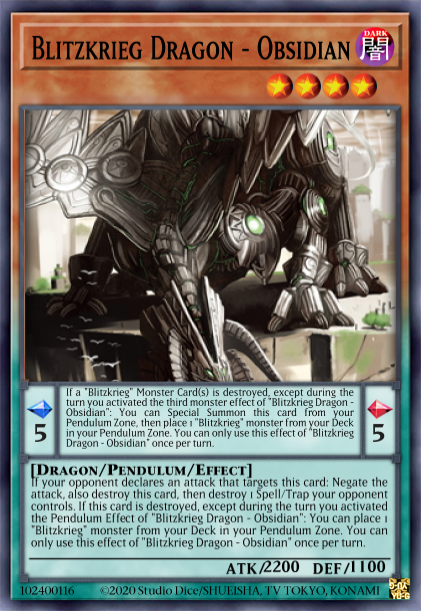 BLITZKRIEG DRAGON - OBSIDIAN
DARK
闇
If a "Blitzkrieg" Monster Card(s) is destroyed, except during the
turn you activated the third monster effect of "Blitzkrieg Dragon -
Obsidian": You can Special Summon this card from your
Pendulum Zone, then place 1 "Blitzkrieg" monster from your Deck
in your Pendulum Zone. You can only use this effect of "Blitzkrieg
Dragon - Obsidian" once per turn.
5
5
[DRAGON/PENDULUM/EFFECT]
If your opponent declares an attack that targets this card: Negate the
attack, also destroy this card, then destroy 1 Spell/Trap your opponent
controls. If this card is destroyed, except during the turn you activated
the Pendulum Effect of "Blitzkrieg Dragon - Obsidian": You can place 1
"Blitzkrieg" monster from your Deck in your Pendulum Zone. You can
only use this effect of "Blitzkrieg Dragon - Obsidian" once per turn.
ATK/2200 DEF/1100
102400116 ©2020 Studio Dice/SHUEISHA, TV TOKYO, KONAMI